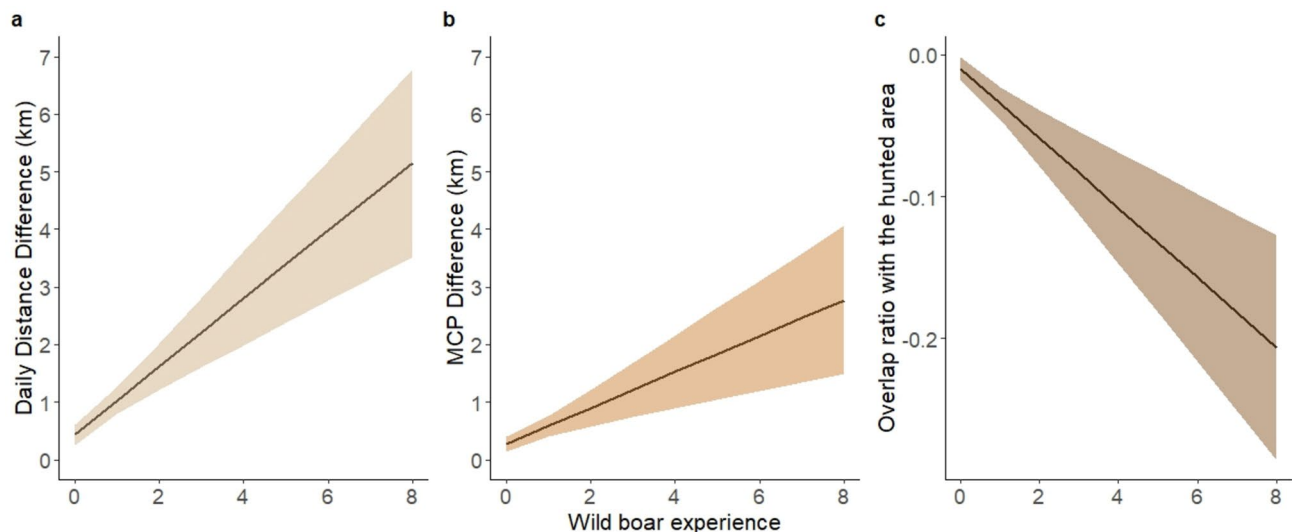 a
Daily Distance Difference (km)
7
6
5
4
3
2
1
0
0 2 4 6 8
b
MCP Difference (km)
7
6
5
4
3
2
1
0
0 2 4 6 8
Wild boar experience
c
Overlap ratio with the hunted area
0.0
-0.1
-0.2
0 2 4 6 8